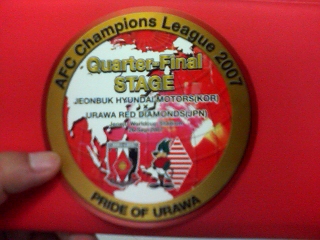 AFC Champions League 2007
Quarter-Final
STAGE
JEONBUK HYUNDAI MOTORS(KOR)
URAWA RED DIAMONDS(JPN)
PRIDE OF URAWA